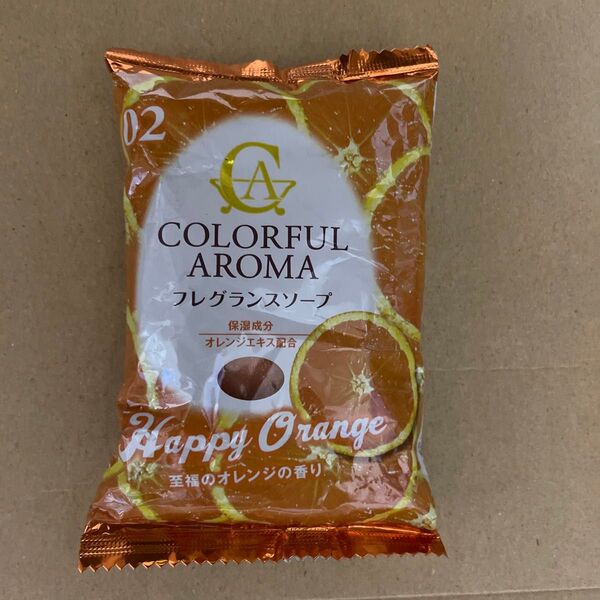 02
CA
COLORFUL
AROMA
フレグランスソープ
保湿成分
オレンジエキス配合
Happy Orange
至福のオレンジの香り